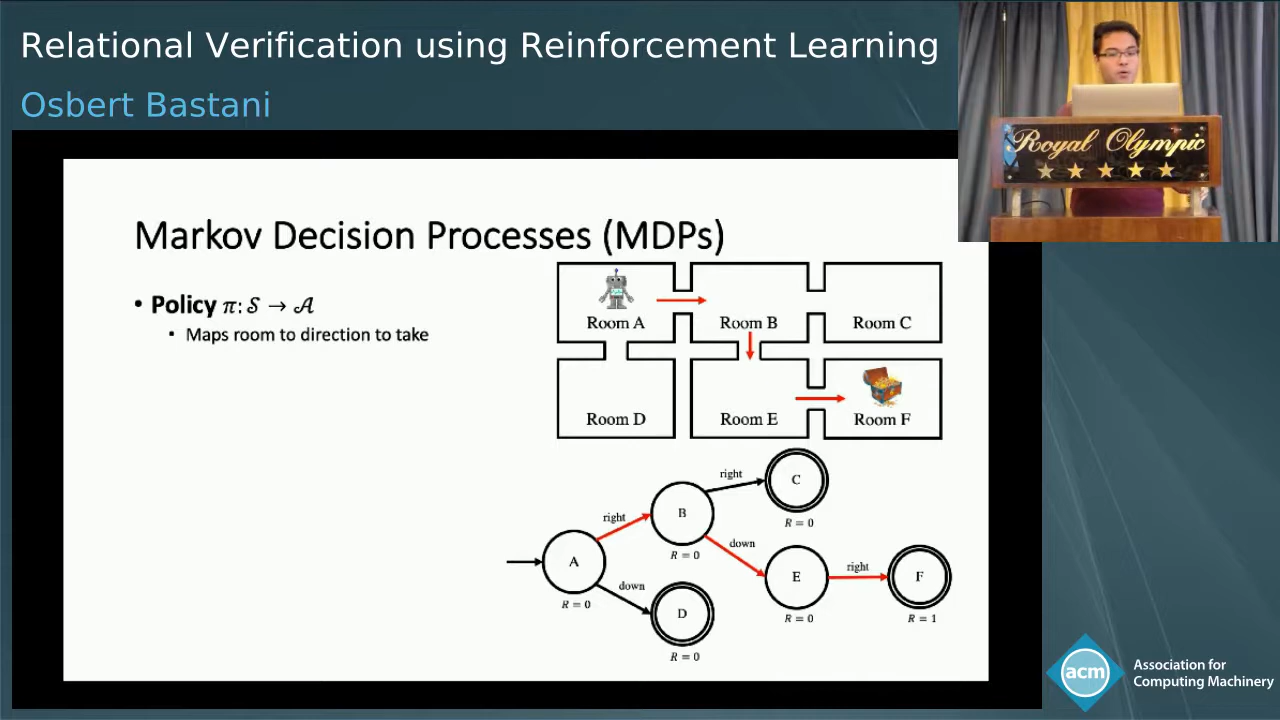 Relational Verification using Reinforcement Learning
Osbert Bastani
Royal Olympic
Markov Decision Processes (MDPs)
• Policy π: 𝒮 → 𝒜
• Maps room to direction to take
Room A
Room B
Room C
Room D
Room E
Room F
right
C
R = 0
right
B
R = 0
down
A
R = 0
E
R = 0
right
F
R = 1
down
D
R = 0
acm
Association for
Computing Machinery